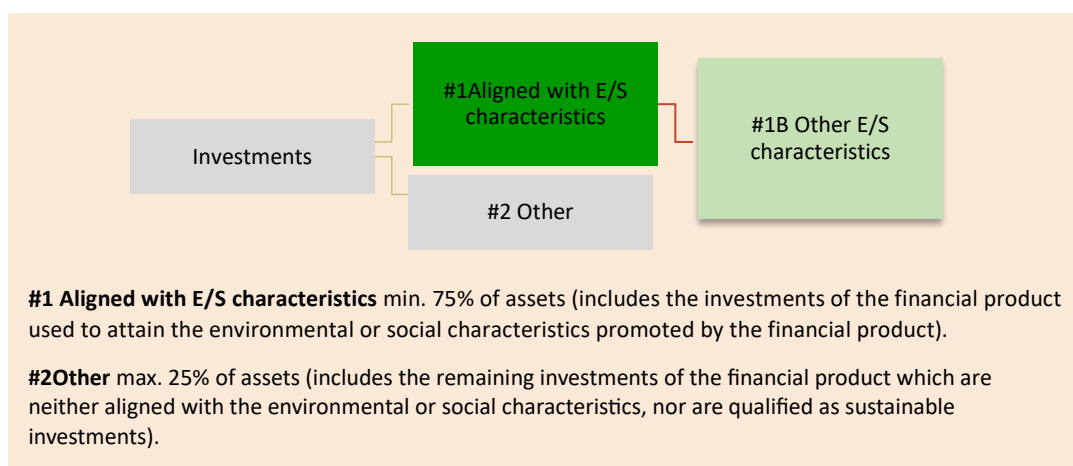 #1Aligned with E/S
characteristics
#1B Other E/S
characteristics
Investments
#2 Other
#1 Aligned with E/S characteristics min. 75% of assets (includes the investments of the financial product
used to attain the environmental or social characteristics promoted by the financial product).
#2Other max. 25% of assets (includes the remaining investments of the financial product which are
neither aligned with the environmental or social characteristics, nor are qualified as sustainable
investments).